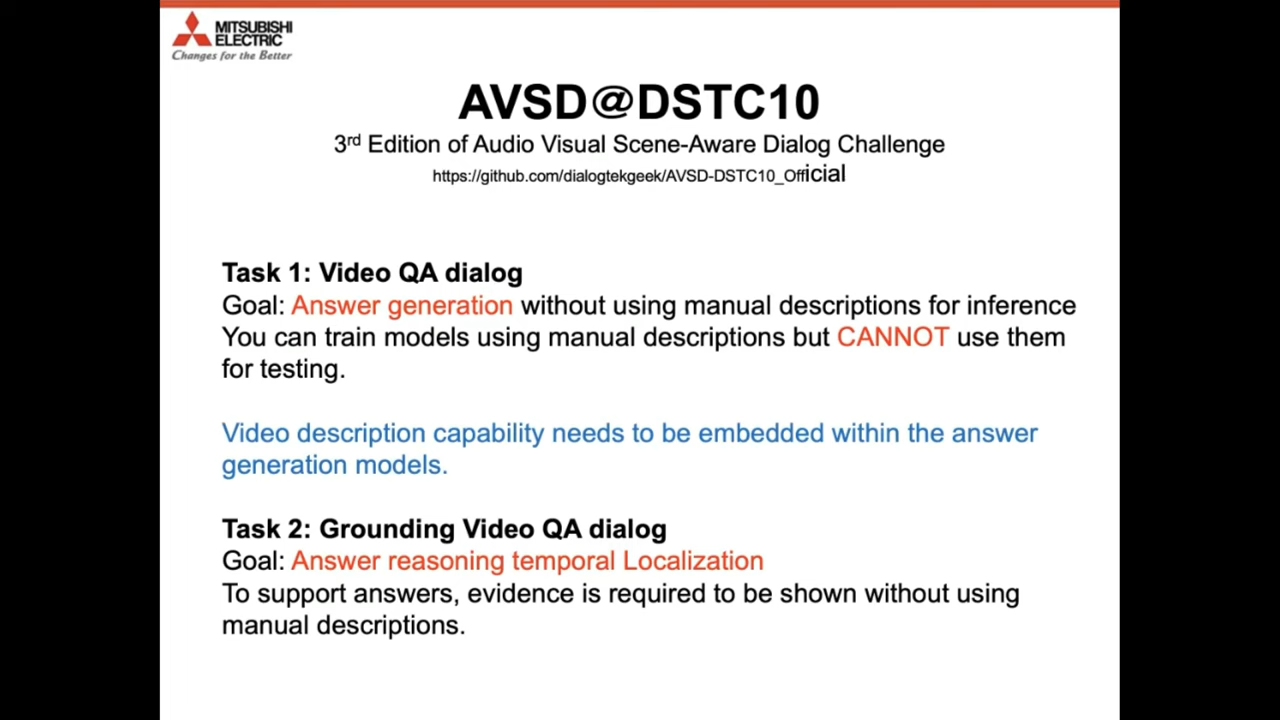 MITSUBISHI
ELECTRIC
Changes for the Better
AVSD@DSTC10
3rd Edition of Audio Visual Scene-Aware Dialog Challenge
https://github.com/dialogtekgeek/AVSD-DSTC10_Official
Task 1: Video QA dialog
Goal: Answer generation without using manual descriptions for inference
You can train models using manual descriptions but CANNOT use them
for testing.
Video description capability needs to be embedded within the answer
generation models.
Task 2: Grounding Video QA dialog
Goal: Answer reasoning temporal Localization
To support answers, evidence is required to be shown without using
manual descriptions.